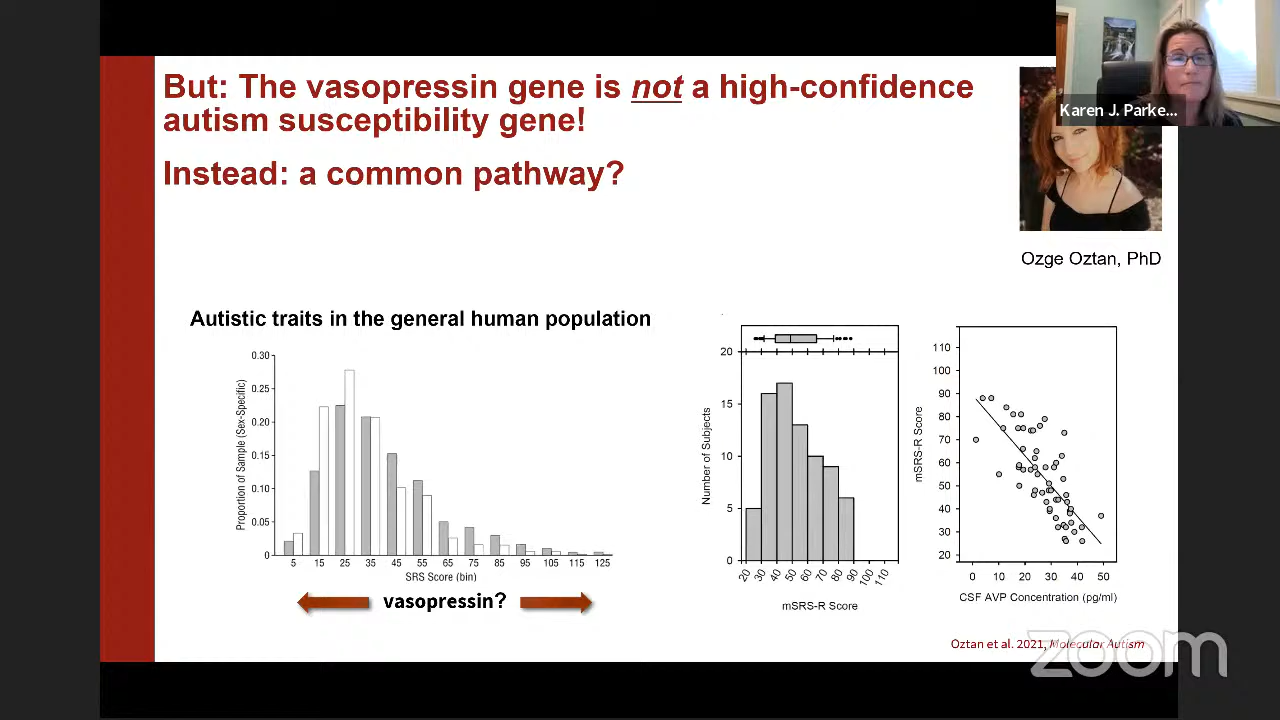 But: The vasopressin gene is not a high-confidence
autism susceptibility gene!
Instead: a common pathway?
Karen J. Parke...
Ozge Oztan, PhD
Autistic traits in the general human population
0.30
0.25
0.20
0.15
0.10
0.05
0
Proportion of Sample (Sex-Specific)
5 15 25 35 45 55 65 75 85 95 105 115 125
SRS Score (bin)
vasopressin?
20
15
10
5
0
Number of Subjects
20 30 40 50 60 70 80 90 100 110
mSRS-R Score
110
100
90
80
70
60
50
40
30
20
mSRS-R Score
0 10 20 30 40 50
CSF AVP Concentration (pg/ml)
Oztan et al. 2021, Molecular Autism
zoom